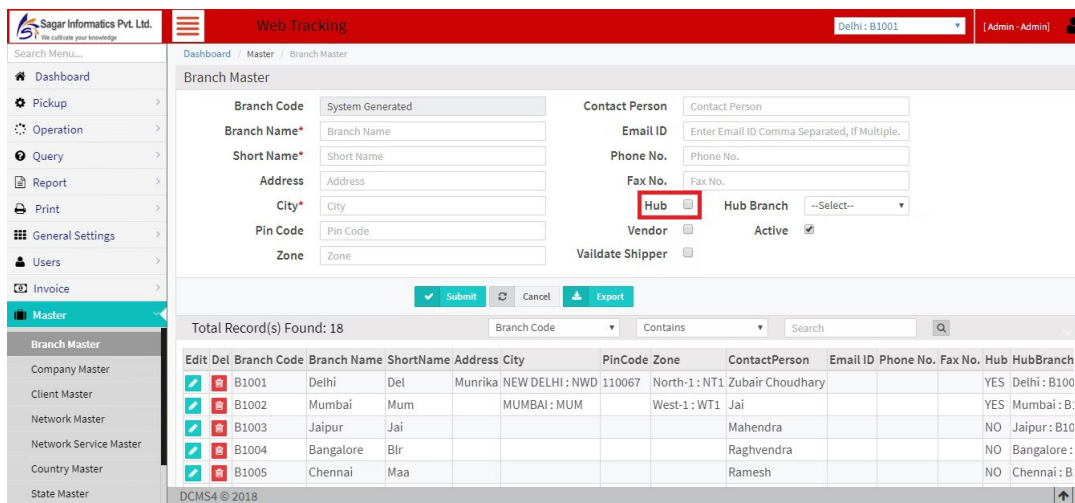 Sagar Informatics Pvt. Ltd.
We cultivate your knowledge
Web Tracking
Delhi : B1001
[ Admin - Admin]
Search Menu...
Dashboard / Master / Branch Master
Dashboard
Pickup
Operation
Query
Report
Print
General Settings
Users
Invoice
Master
Branch Master
Company Master
Client Master
Network Master
Network Service Master
Country Master
State Master
Branch Master
Branch Code System Generated Contact Person Contact Person
Branch Name* Branch Name Email ID Enter Email ID Comma Separated, If Multiple.
Short Name* Short Name Phone No. Phone No.
Address Address Fax No. Fax No.
City* City Hub Hub Branch --Select--
Pin Code Pin Code Vendor Active
Zone Zone Vaildate Shipper
Submit Cancel Export
Total Record(s) Found: 18 Branch Code Contains Search
Edit Del Branch Code Branch Name ShortName Address City PinCode Zone ContactPerson Email ID Phone No. Fax No. Hub HubBranch
B1001 Delhi Del Munrika NEW DELHI : NWD 110067 North-1 : NT1 Zubair Choudhary YES Delhi : B100
B1002 Mumbai Mum MUMBAI : MUM West-1 : WT1 Jai YES Mumbai : B:
B1003 Jaipur Jai Mahendra NO Jaipur : B10
B1004 Bangalore Blr Raghvendra NO Bangalore :
B1005 Chennai Maa Ramesh NO Chennai : B
DCMS4 © 2018